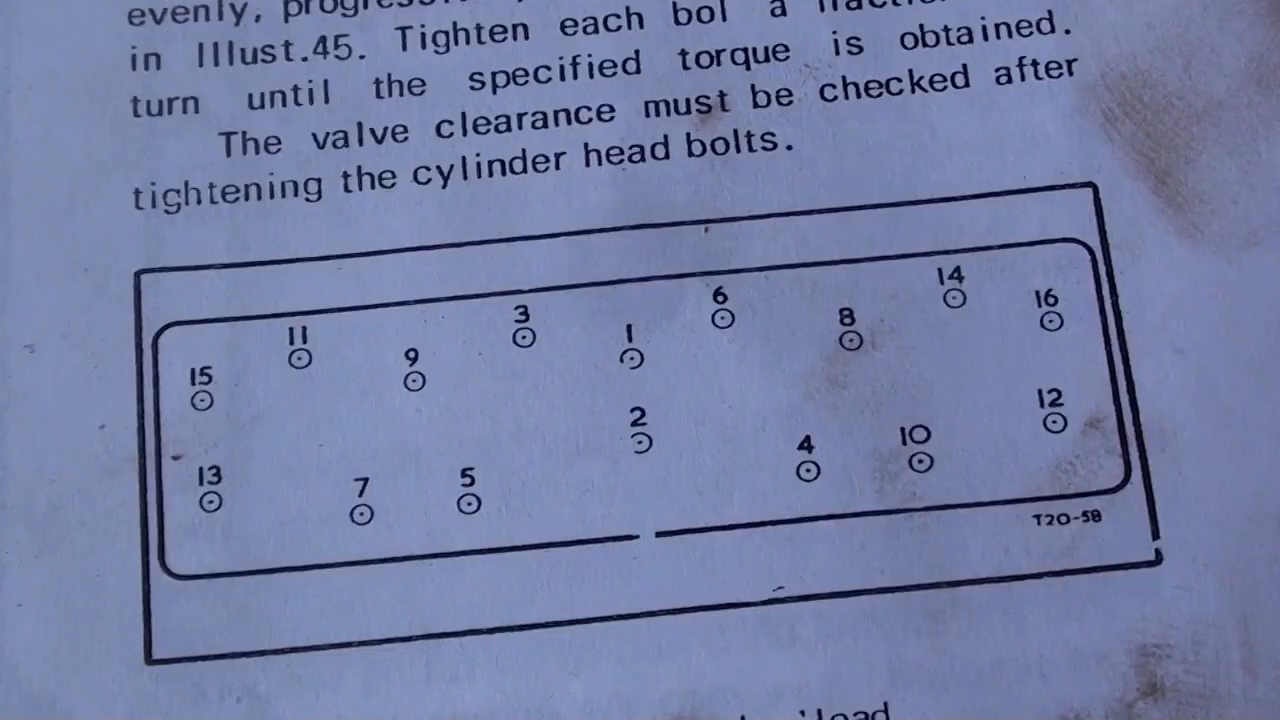 evenly,
in Illust.45. Tighten each bol a
turn until the specified torque is obtained.
The valve clearance must be checked after
tightening the cylinder head bolts.
14
6
16
3
8
11
1
9
15
12
2
10
4
13
5
7
T20-58